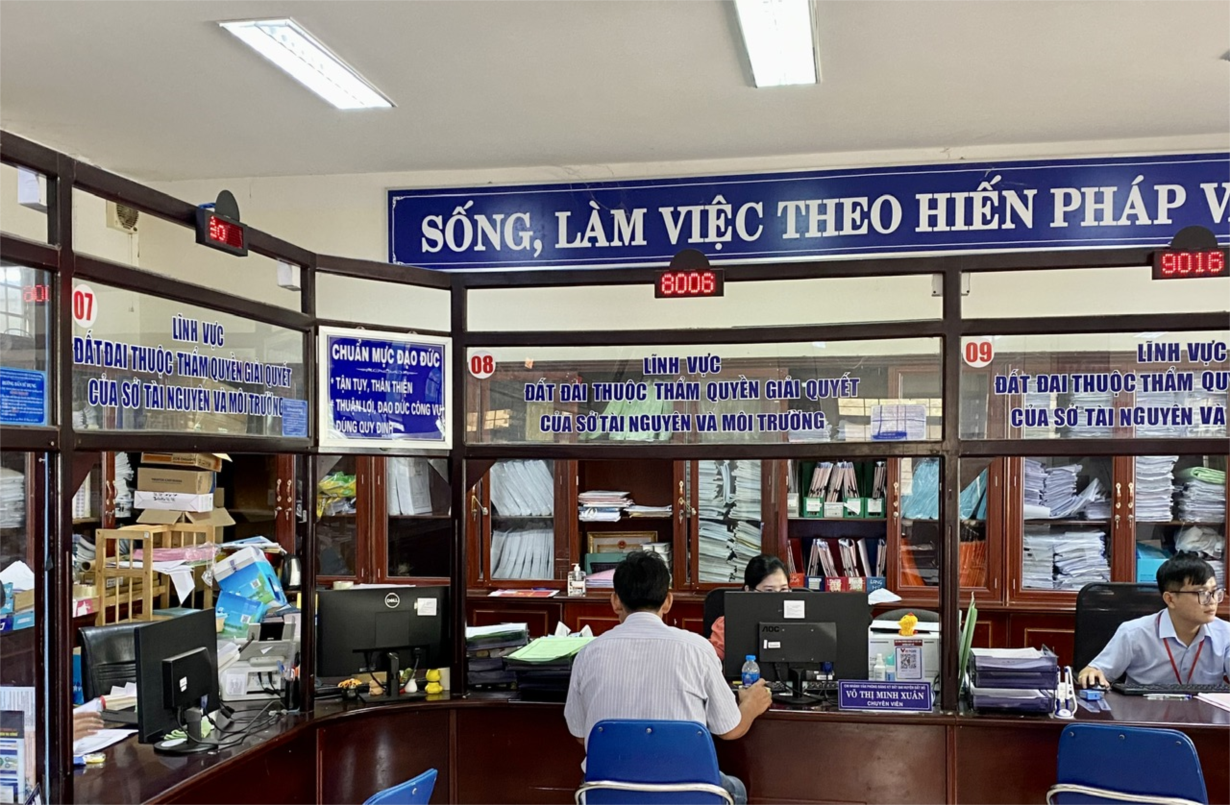 SỐNG, LÀM VIỆC THEO HIẾN PHÁP V
8006
9016
07
LĨNH VỰC
ĐẤT ĐAI THUỘC THẨM QUYỀN GIẢI QUYẾT
CỦA SỞ TÀI NGUYÊN VÀ MÔI TRƯỜNG
CHUẨN MỰC ĐẠO ĐỨC
* TẬN TỤY, THÂN THIỆN
* THUẬN LỢI, ĐẠO ĐỨC CÔNG VỤ
ĐÚNG QUY ĐỊNH
08
LĨNH VỰC
ĐẤT ĐAI THUỘC THẨM QUYỀN GIẢI QUYẾT
CỦA SỞ TÀI NGUYÊN VÀ MÔI TRƯỜNG
09
LĨNH VỰC
ĐẤT ĐAI THUỘC THẨM QU
CỦA SỞ TÀI NGUYÊN VÀ
DELL
AOC
VÕ THỊ MINH XUÂN
CHUYÊN VIÊN